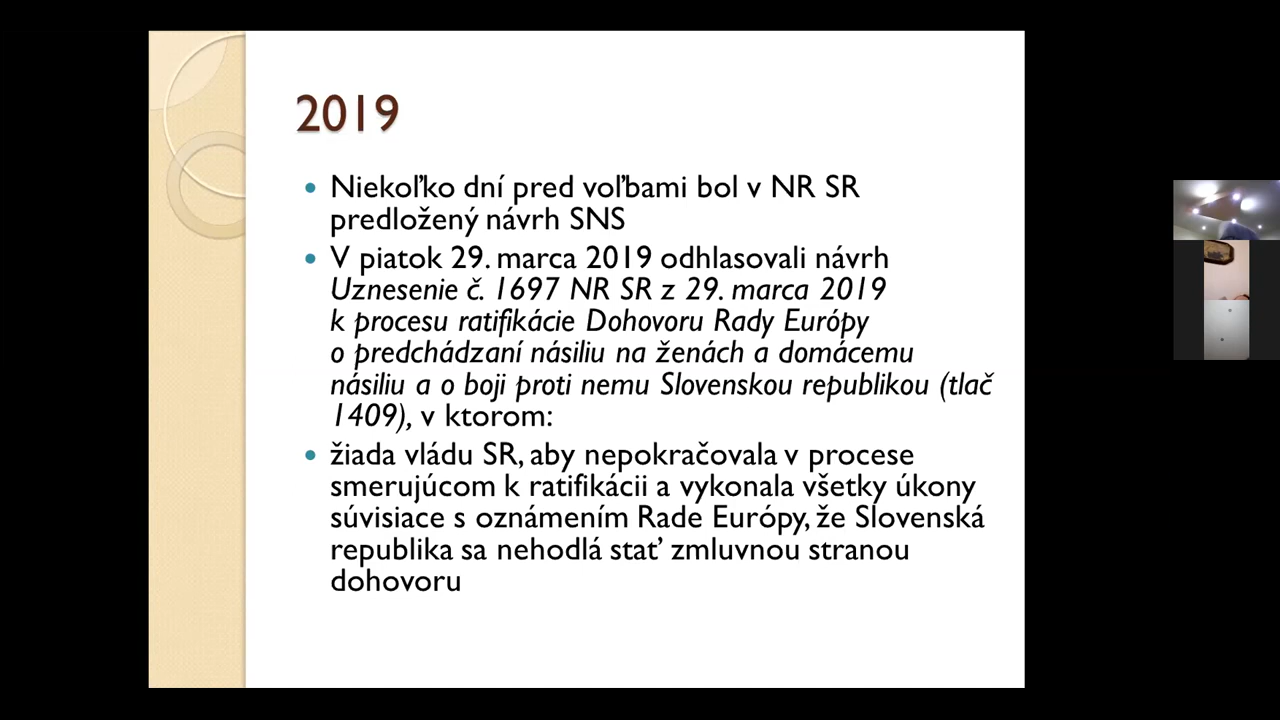 2019
Niekoľko dní pred voľbami bol v NR SR
predložený návrh SNS
V piatok 29. marca 2019 odhlasovali návrh
Uznesenie č. 1697 NR SR z 29. marca 2019
k procesu ratifikácie Dohovoru Rady Európy
o predchádzaní násiliu na ženách a domácemu
násiliu a o boji proti nemu Slovenskou republikou (tlač
1409), v ktorom:
žiada vládu SR, aby nepokračovala v procese
smerujúcom k ratifikácii a vykonala všetky úkony
súvisiace s oznámením Rade Európy, že Slovenská
republika sa nehodlá stať zmluvnou stranou
dohovoru